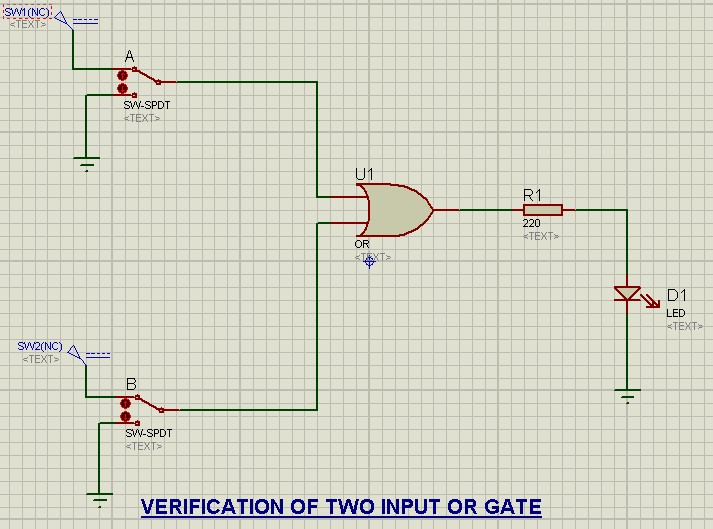 SW1(NC)
<TEXT>
A
SW-SPDT
<TEXT>
U1
OR
<TEXT>
R1
220
<TEXT>
D1
LED
<TEXT>
SW2(NC)
<TEXT>
B
SW-SPDT
<TEXT>
VERIFICATION OF TWO INPUT OR GATE